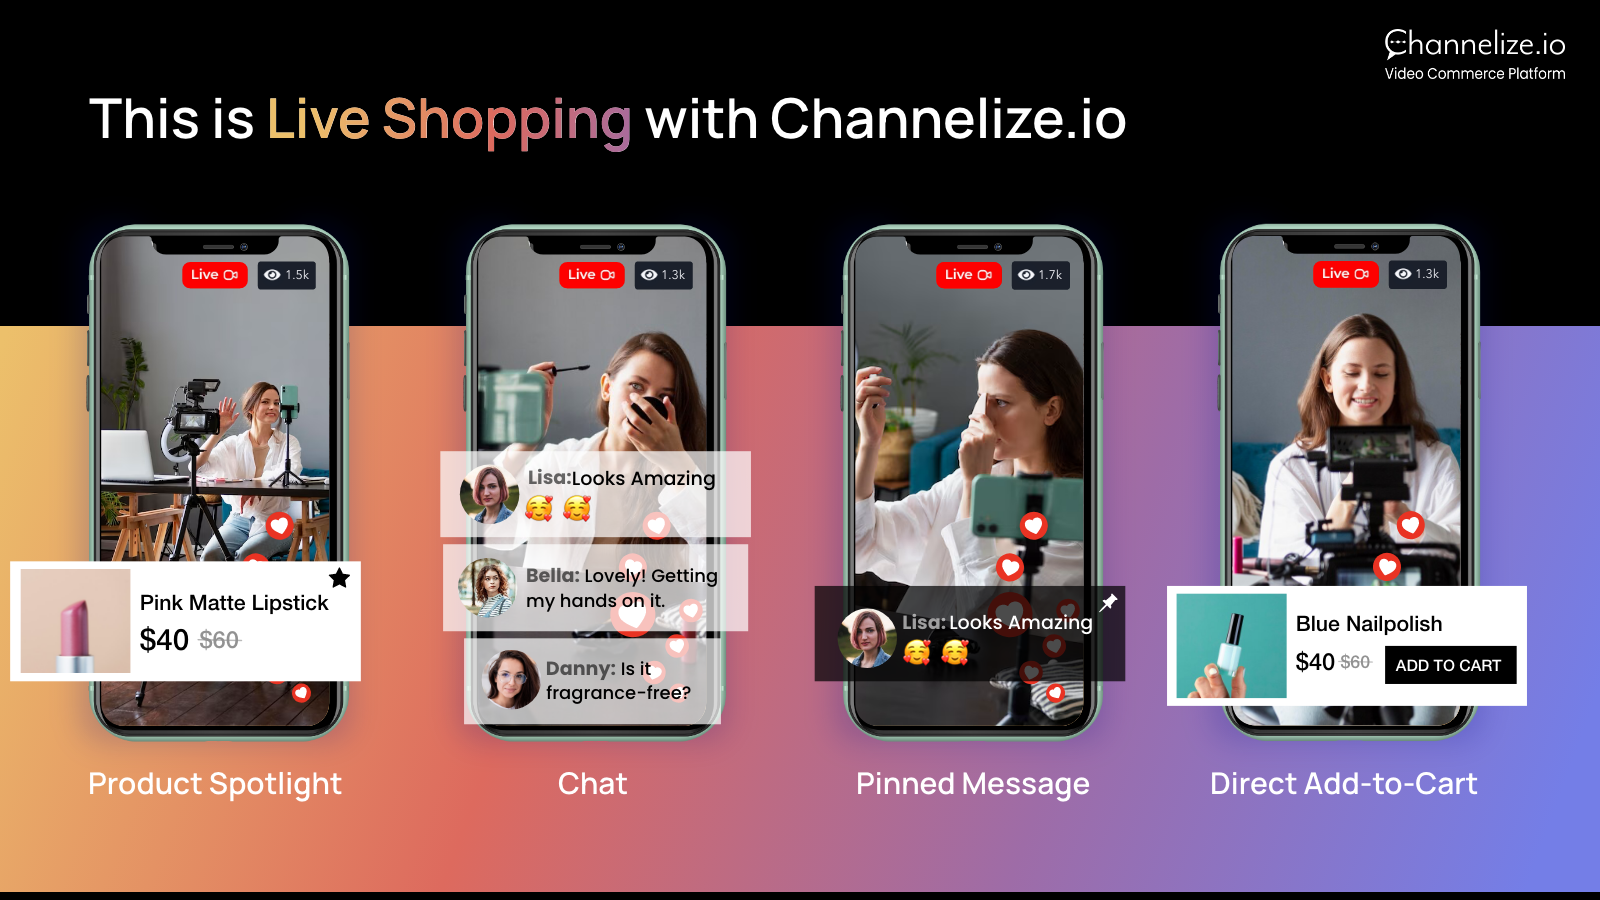 Channelize.io
Video Commerce Platform
This is Live Shopping with Channelize.io
Live 1.5k
Pink Matte Lipstick
$40 $60
Product Spotlight
Live 1.3k
Lisa:Looks Amazing
🥰 🥰
Bella: Lovely! Getting
my hands on it.
Danny: Is it
fragrance-free?
Chat
Live 1.7k
Lisa: Looks Amazing
🥰 🥰
Pinned Message
Live 1.3k
Blue Nailpolish
$40 $60 ADD TO CART
Direct Add-to-Cart